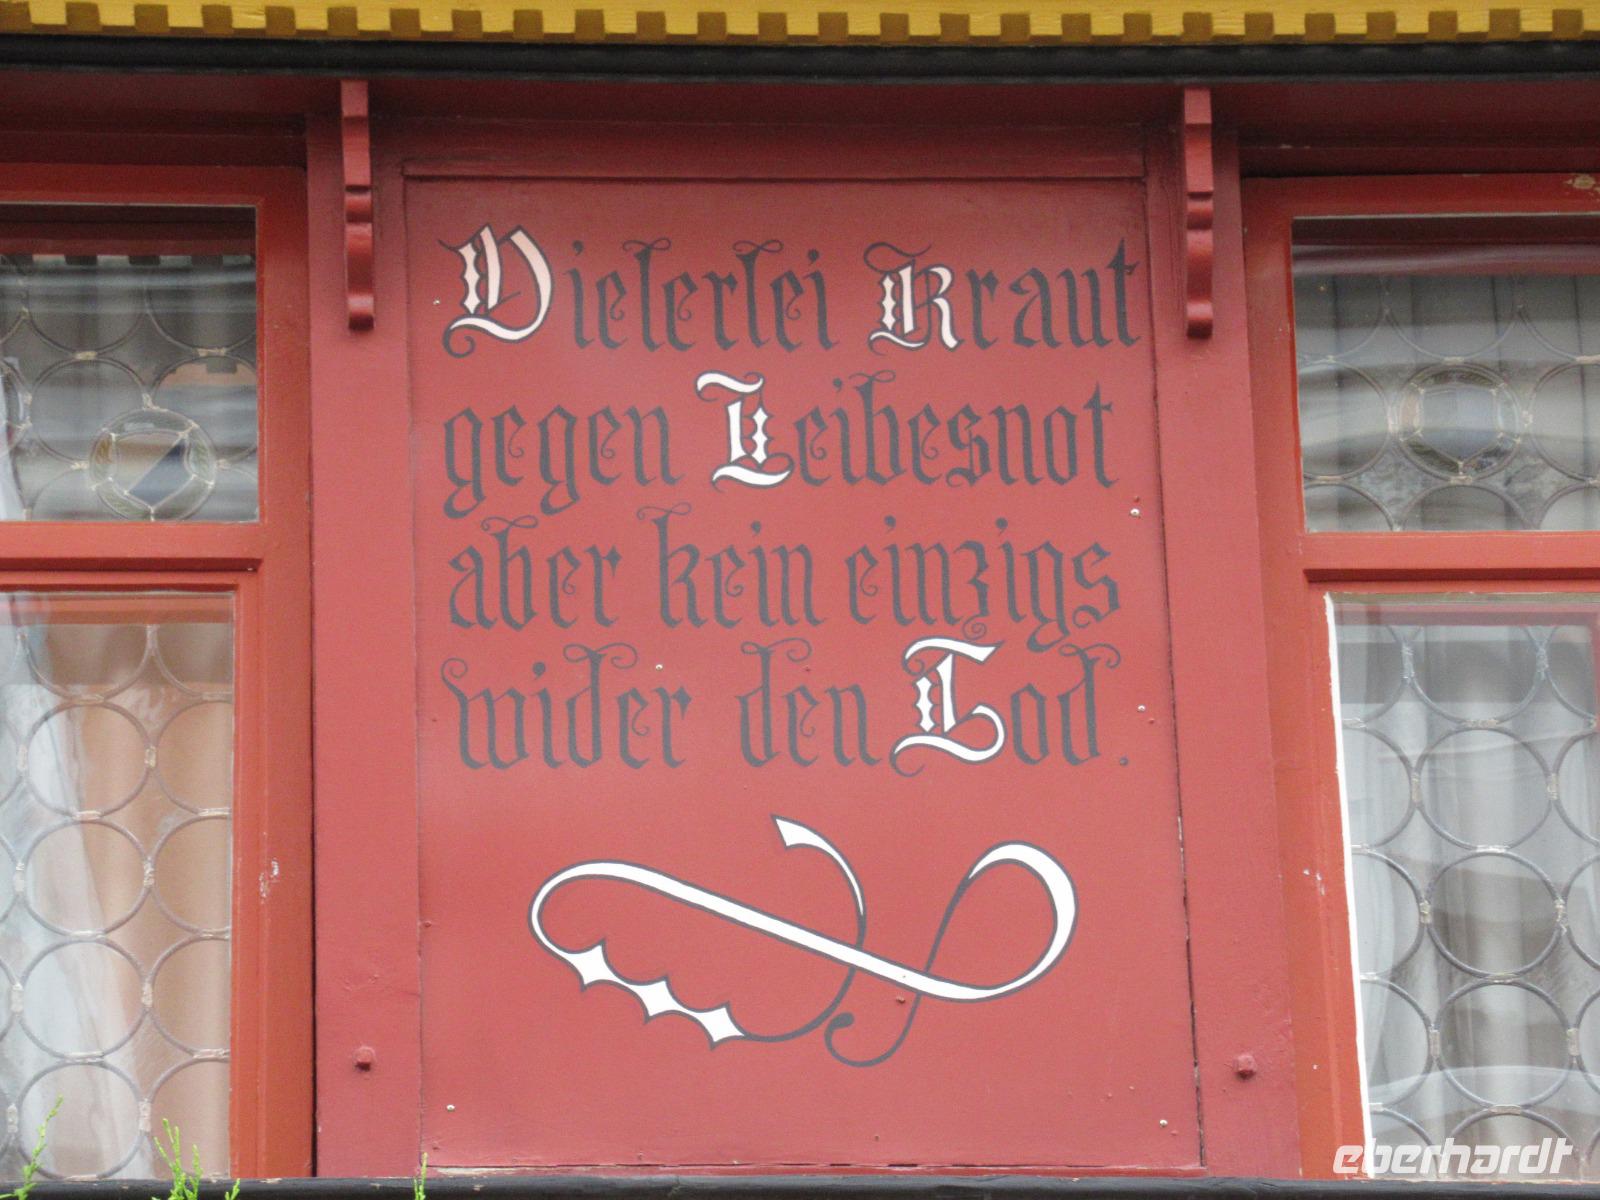 Vielerlei Kraut
gegen Leibesnot
aber kein einzigs
wider den Tod.
eberhardt